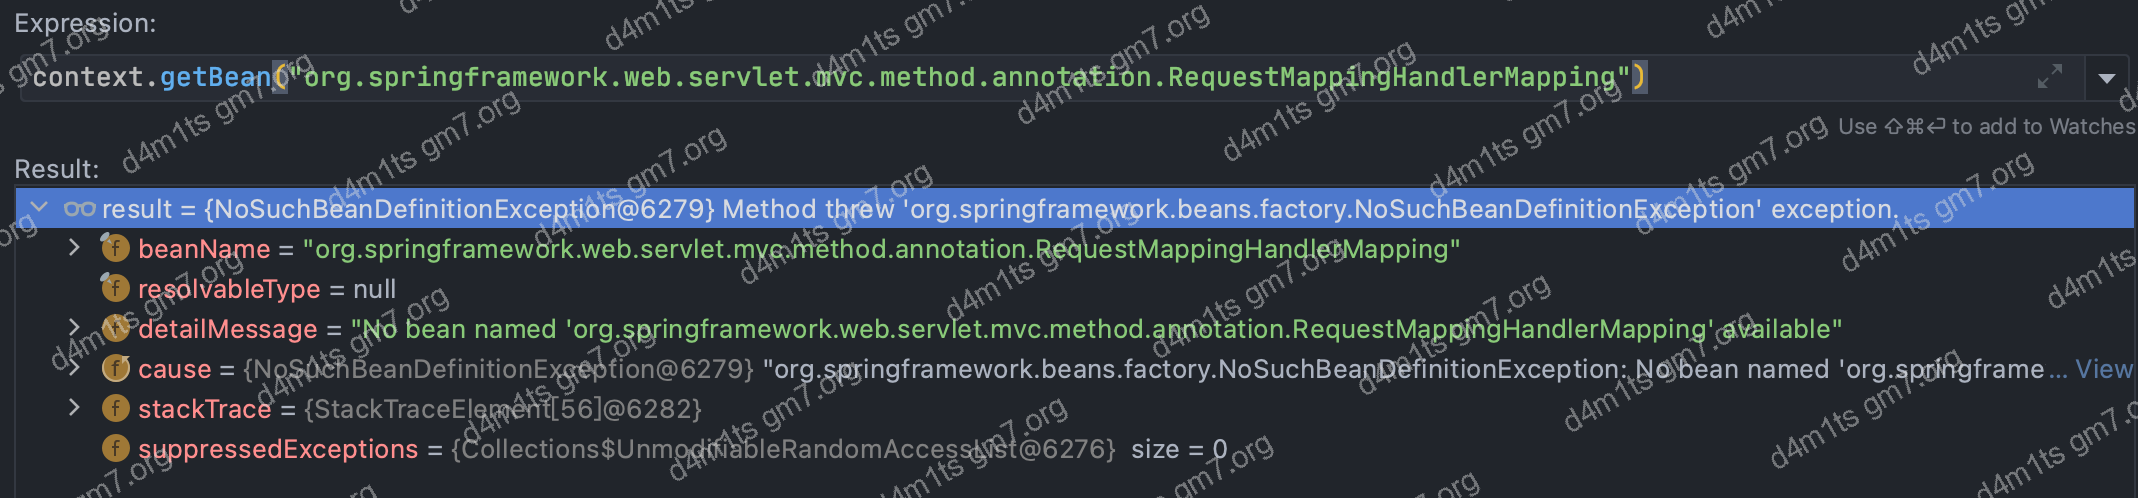 Expression:
context.getBean("org.springframework.web.servlet.mvc.method.annotation.RequestMappingHandlerMapping")
Use ⇧⌘⏎ to add to Watches
Result:
result = {NoSuchBeanDefinitionException@6279} Method threw 'org.springframework.beans.factory.NoSuchBeanDefinitionException' exception.
beanName = "org.springframework.web.servlet.mvc.method.annotation.RequestMappingHandlerMapping"
resolvableType = null
detailMessage = "No bean named 'org.springframework.web.servlet.mvc.method.annotation.RequestMappingHandlerMapping' available"
cause = {NoSuchBeanDefinitionException@6279} "org.springframework.beans.factory.NoSuchBeanDefinitionException: No bean named 'org.springframe ... View
stackTrace = {StackTraceElement[56]@6282}
suppressedExceptions = {Collections$UnmodifiableRandomAccessList@6276} size = 0
d4m1ts gm7.org